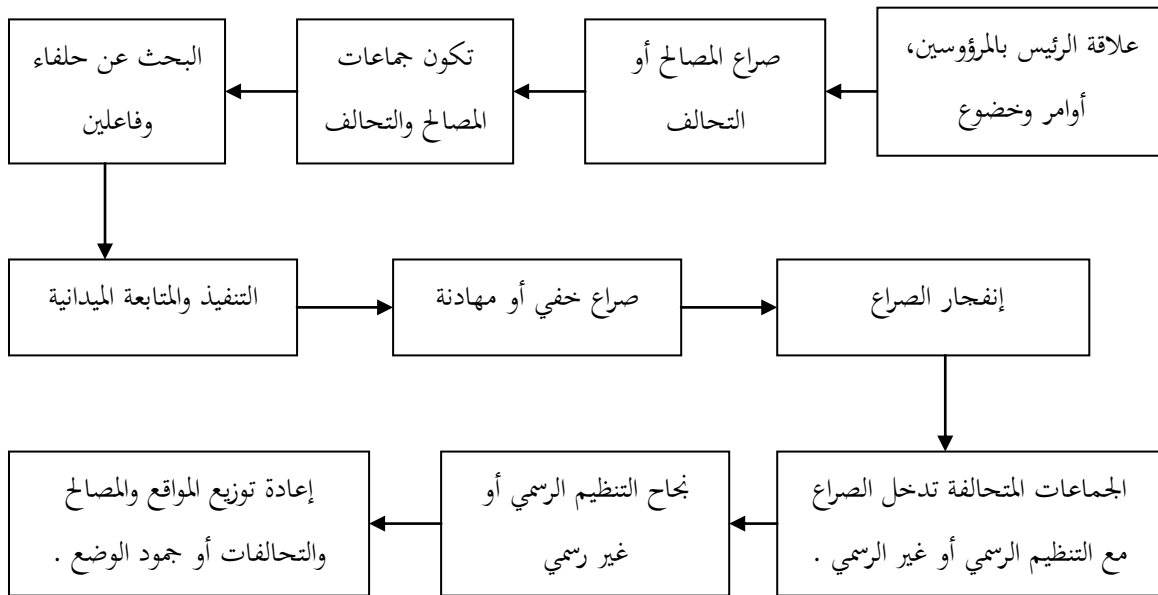 علاقة الرئيس بالمرؤوسين،
أوامر وخضوع
صراع المصالح أو
التحالف
تكون جماعات
المصالح والتحالف
البحث عن حلفاء
وفاعلين
التنفيذ والمتابعة الميدانية
صراع خفي أو مهادنة
إنفجار الصراع
الجماعات المتحالفة تدخل الصراع
مع التنظيم الرسمي أو غير الرسمي .
نجاح التنظيم الرسمي أو
غير رسمي
إعادة توزيع المواقع والمصالح
والتحالفات أو جمود الوضع .